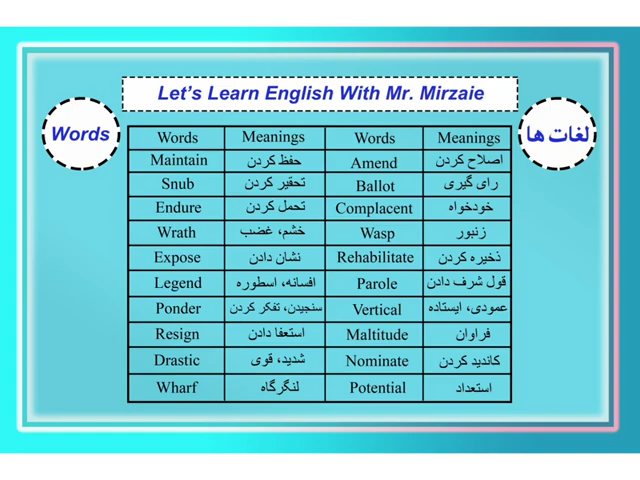 Let's Learn English With Mr. Mirzaie
Words
لغات ها
Words Meanings Words Meanings
Maintain حفظ کردن Amend اصلاح کردن
Snub تحقیر کردن Ballot رای گیری
Endure تحمل کردن Complacent خودخواه
Wrath خشم، غضب Wasp زنبور
Expose نشان دادن Rehabilitate ذخیره کردن
Legend افسانه، اسطوره Parole قول شرف دادن
Ponder سنجیدن، تفکر کردن Vertical عمودی، ایستاده
Resign استعفا دادن Maltitude فراوان
Drastic شدید، قوی Nominate کاندید کردن
Wharf لنگرگاه Potential استعداد